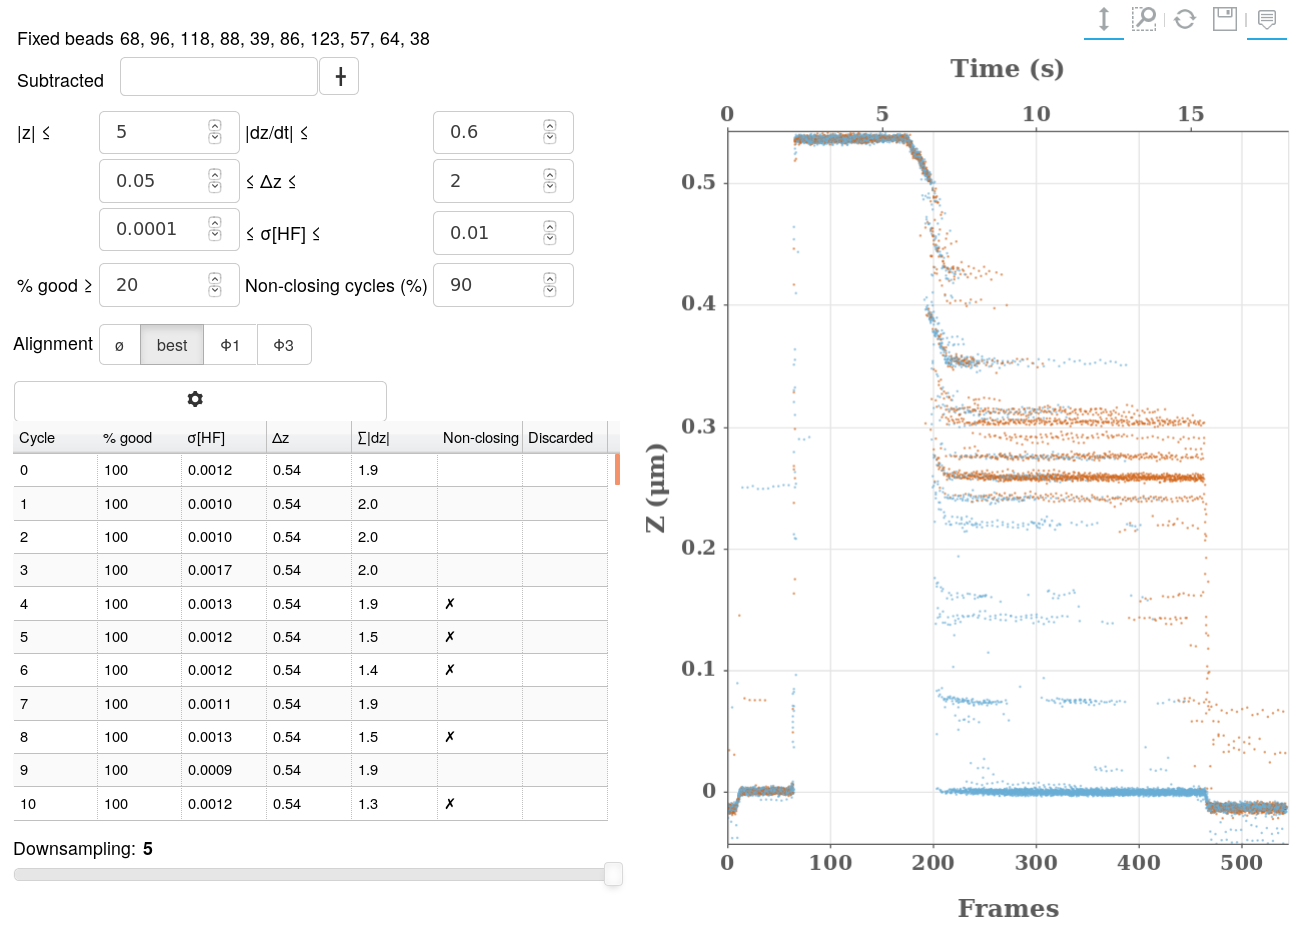 Fixed beads 68, 96, 118, 88, 39, 86, 123, 57, 64, 38
Subtracted
|z| ≤ 5 |dz/dt| ≤ 0.6
0.05 ≤ Δz ≤ 2
0.0001 ≤ σ[HF] ≤ 0.01
% good ≥ 20 Non-closing cycles (%) 90
Alignment ø best Φ1 Φ3
Cycle % good σ[HF] Δz ∑|dz| Non-closing Discarded
0 100 0.0012 0.54 1.9
1 100 0.0010 0.54 2.0
2 100 0.0010 0.54 2.0
3 100 0.0017 0.54 2.0
4 100 0.0013 0.54 1.9 ✗
5 100 0.0012 0.54 1.5 ✗
6 100 0.0012 0.54 1.4 ✗
7 100 0.0011 0.54 1.9
8 100 0.0013 0.54 1.5 ✗
9 100 0.0009 0.54 1.9
10 100 0.0012 0.54 1.3 ✗
Downsampling: 5
Time (s)
0 5 10 15
Z (μm)
0.5
0.4
0.3
0.2
0.1
0
0 100 200 300 400 500
Frames